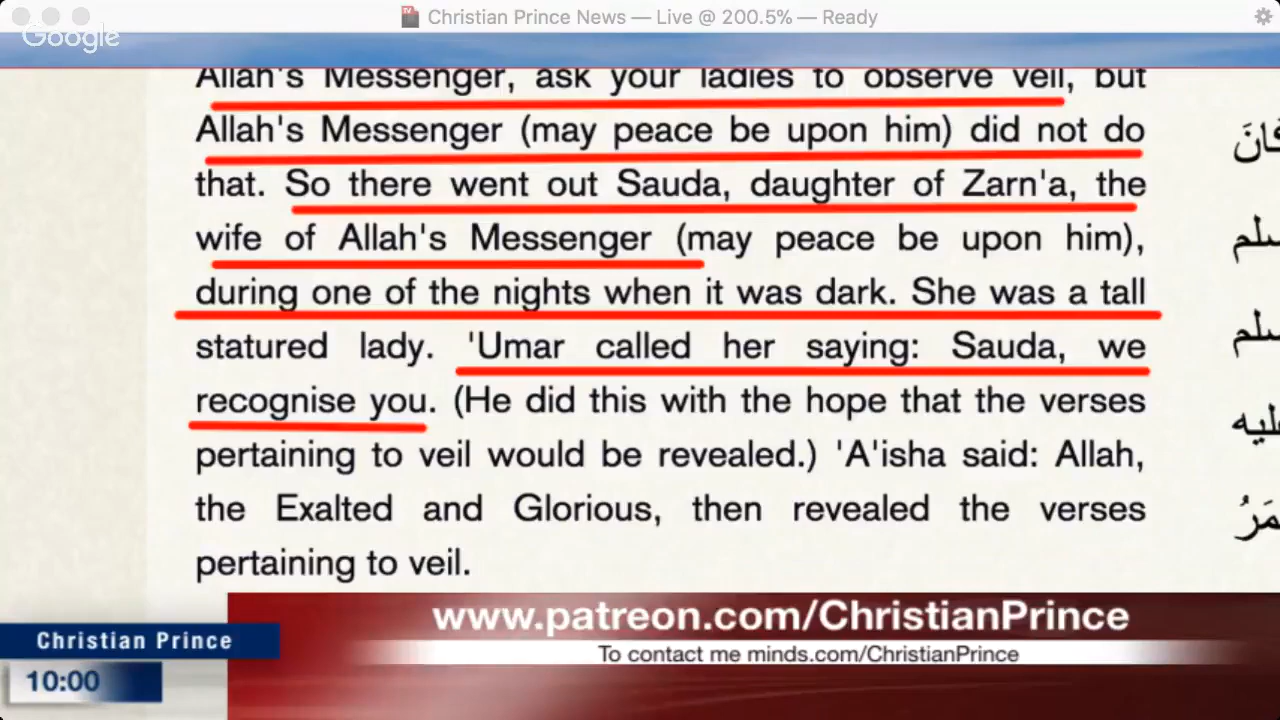 Christian Prince News — Live @ 200.5% — Ready
Google
Allah's Messenger, ask your ladies to observe veil, but
Allah's Messenger (may peace be upon him) did not do
that. So there went out Sauda, daughter of Zarn'a, the
wife of Allah's Messenger (may peace be upon him),
during one of the nights when it was dark. She was a tall
statured lady. 'Umar called her saying: Sauda, we
recognise you. (He did this with the hope that the verses
pertaining to veil would be revealed.) 'A'isha said: Allah,
the Exalted and Glorious, then revealed the verses
pertaining to veil.
سلم
سلم
عليه
www.patreon.com/ChristianPrince
To contact me minds.com/ChristianPrince
Christian Prince
10:00